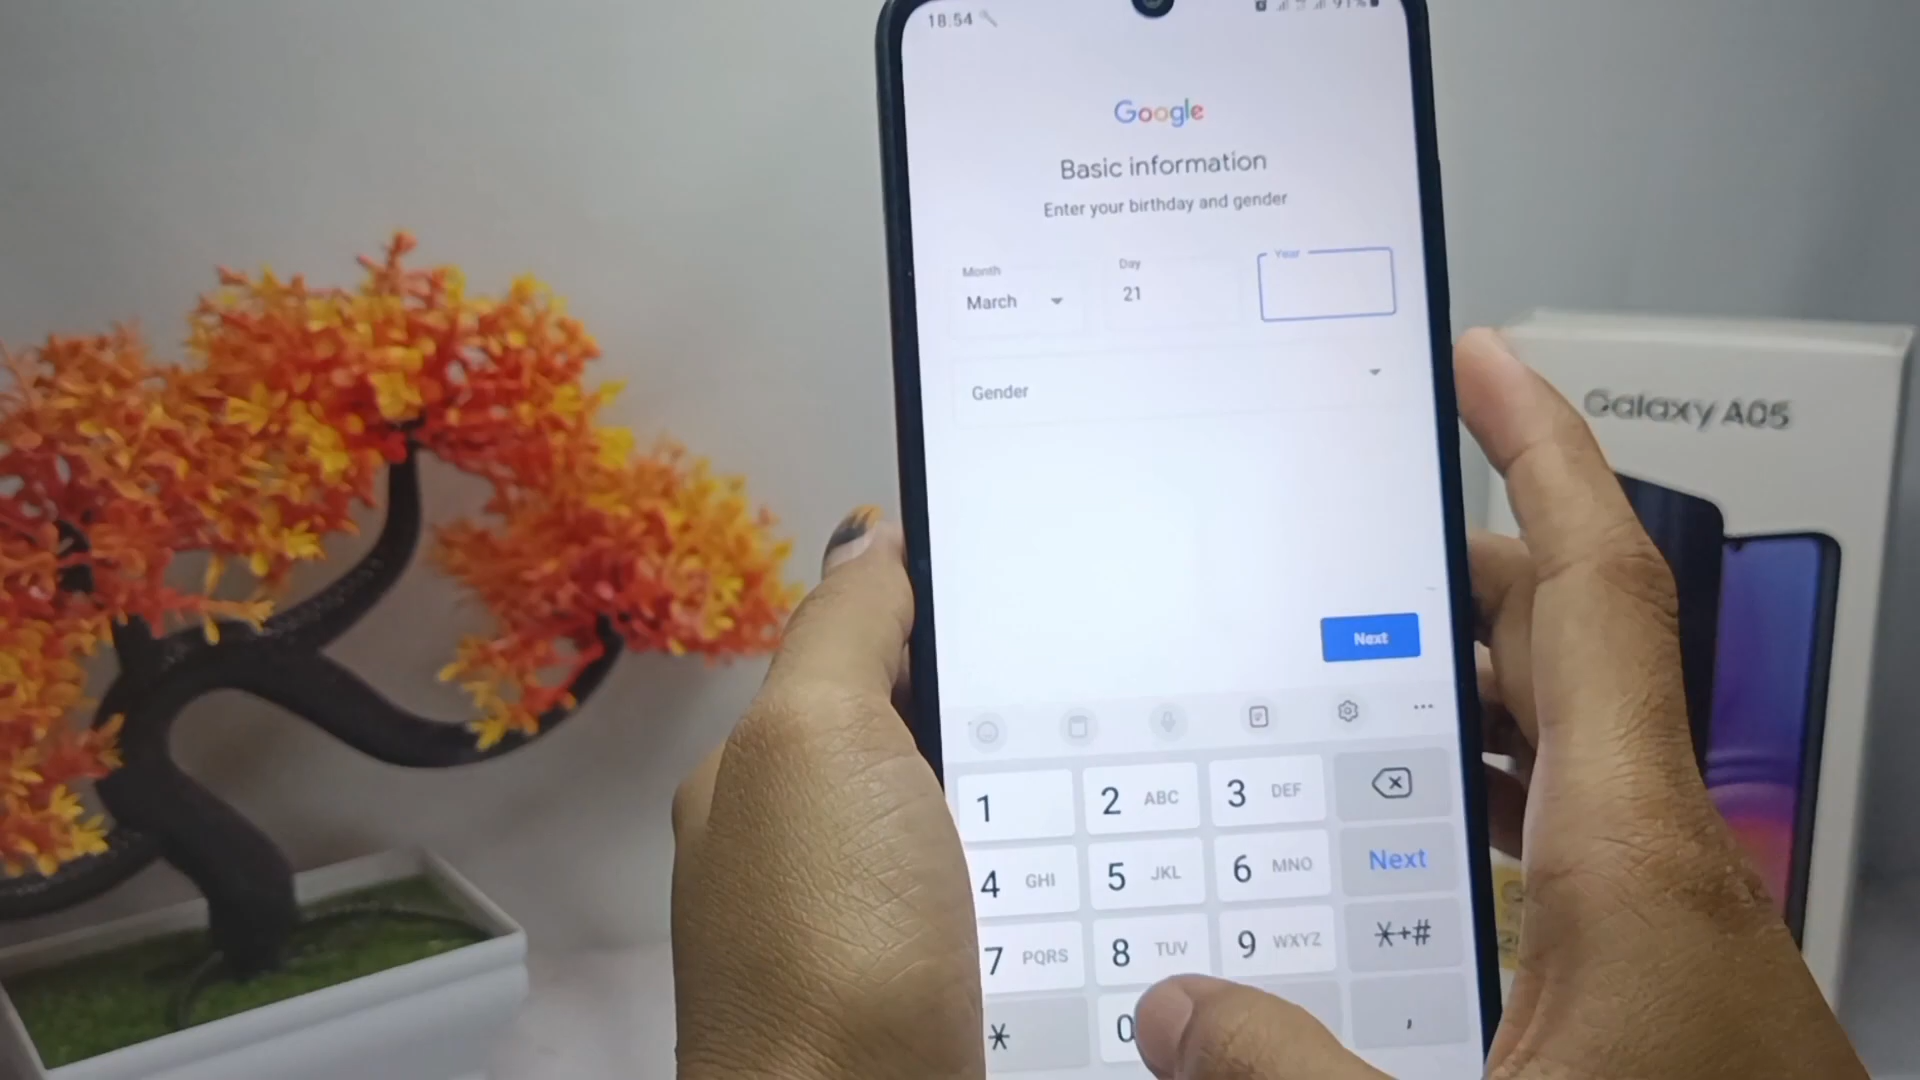 18.54
91%
Google
Basic information
Enter your birthday and gender
Month
Day
Year
March
21
Gender
Next
Galaxy A05
1
2 ABC
3 DEF
4 GHI
5 JKL
6 MNO
Next
7 PQRS
8 TUV
9 WXYZ
*+#
*
0
,